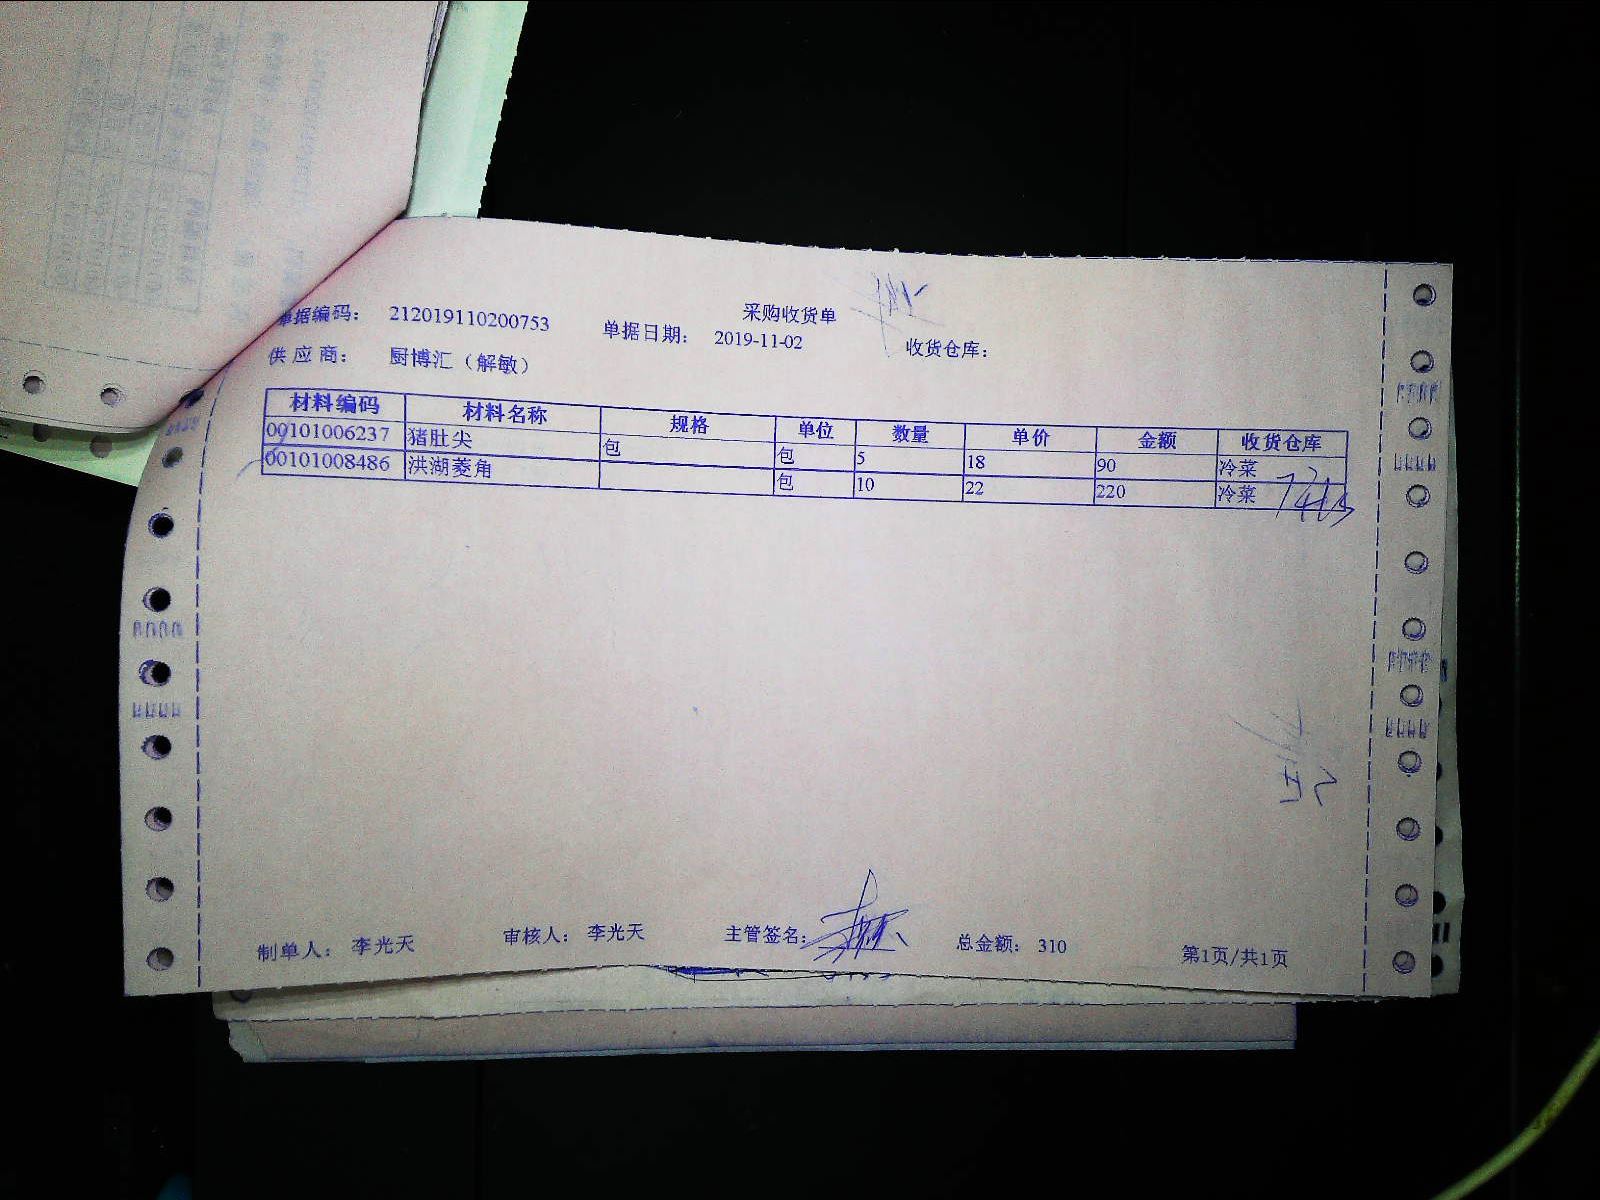 采购收货单
单据编码： 212019110200753 单据日期： 2019-11-02 收货仓库：
供应商： 厨博汇（解敏）
材料编码 材料名称 规格 单位 数量 单价 金额 收货仓库
00101006237 猪肚尖 包 包 5 18 90 冷菜
00101008486 洪湖菱角 包 10 22 220 冷菜
制单人： 李光天 审核人： 李光天 主管签名： 总金额： 310 第1页/共1页